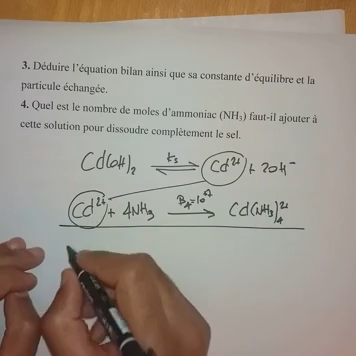 3. Déduire l'équation bilan ainsi que sa constante d'équilibre et la
particule échangée.
4. Quel est le nombre de moles d'ammoniac (NH₃) faut-il ajouter à
cette solution pour dissoudre complètement le sel.
Cd(OH)₂ ⇌ Ks Cd²⁺ + 2OH⁻
Cd²⁺ + 4NH₃ → Cd(NH₃)₄²⁺